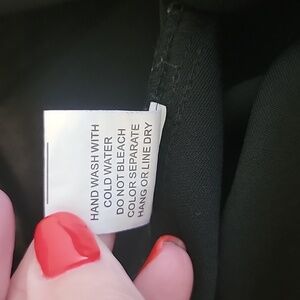 HAND WASH WITH
COLD WATER
DO NOT BLEACH
COLOR SEPARATE
HANG OR LINE DRY